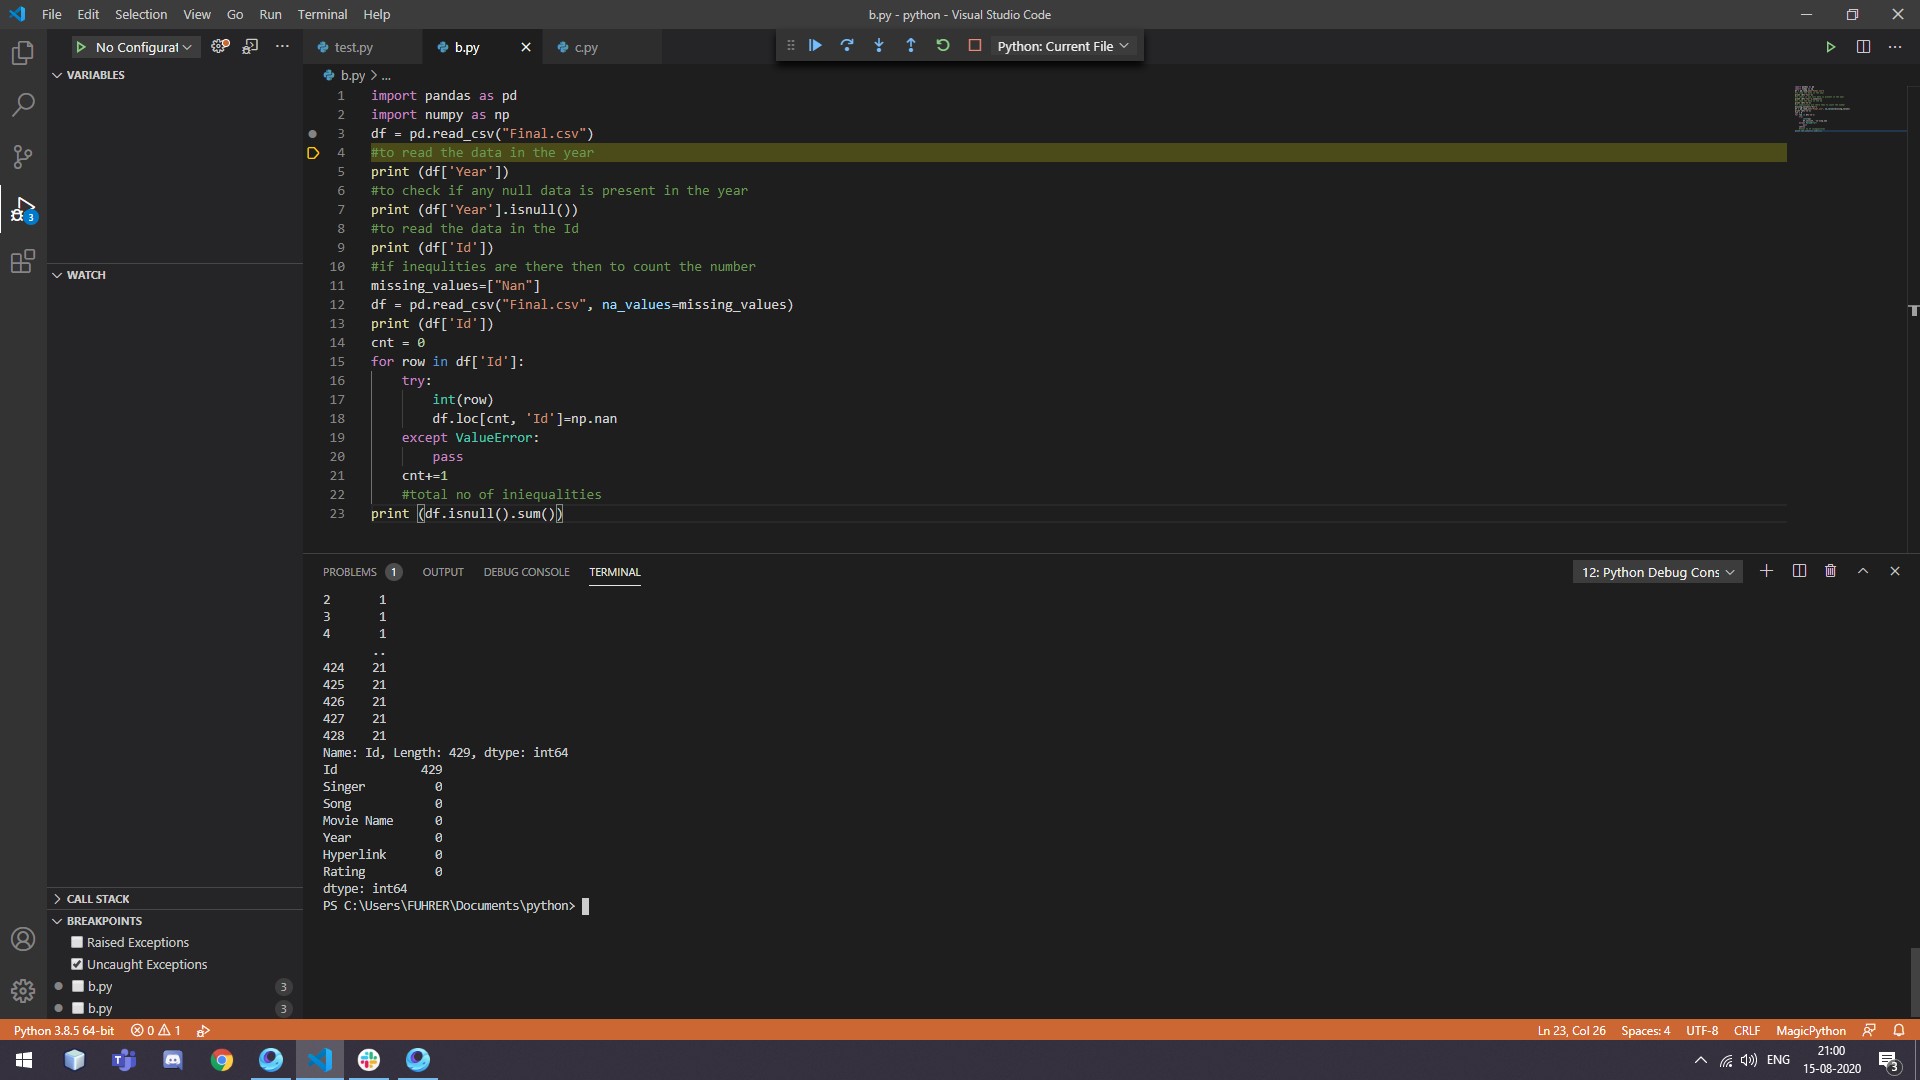 File Edit Selection View Go Run Terminal Help
b.py - python - Visual Studio Code
No Configurat
test.py b.py c.py
Python: Current File
VARIABLES
WATCH
CALL STACK
BREAKPOINTS
Raised Exceptions
Uncaught Exceptions
b.py 3
b.py 3
b.py > ...
1 import pandas as pd
2 import numpy as np
3 df = pd.read_csv("Final.csv")
4 #to read the data in the year
5 print (df['Year'])
6 #to check if any null data is present in the year
7 print (df['Year'].isnull())
8 #to read the data in the Id
9 print (df['Id'])
10 #if inequlities are there then to count the number
11 missing_values=["Nan"]
12 df = pd.read_csv("Final.csv", na_values=missing_values)
13 print (df['Id'])
14 cnt = 0
15 for row in df['Id']:
16 try:
17 int(row)
18 df.loc[cnt, 'Id']=np.nan
19 except ValueError:
20 pass
21 cnt+=1
22 #total no of iniequalities
23 print (df.isnull().sum())
PROBLEMS 1 OUTPUT DEBUG CONSOLE TERMINAL
12: Python Debug Cons
2 1
3 1
4 1
..
424 21
425 21
426 21
427 21
428 21
Name: Id, Length: 429, dtype: int64
Id 429
Singer 0
Song 0
Movie Name 0
Year 0
Hyperlink 0
Rating 0
dtype: int64
PS C:\Users\FUHRER\Documents\python>
3
Python 3.8.5 64-bit 0 1
Ln 23, Col 26 Spaces: 4 UTF-8 CRLF MagicPython
ENG
21:00
15-08-2020
3